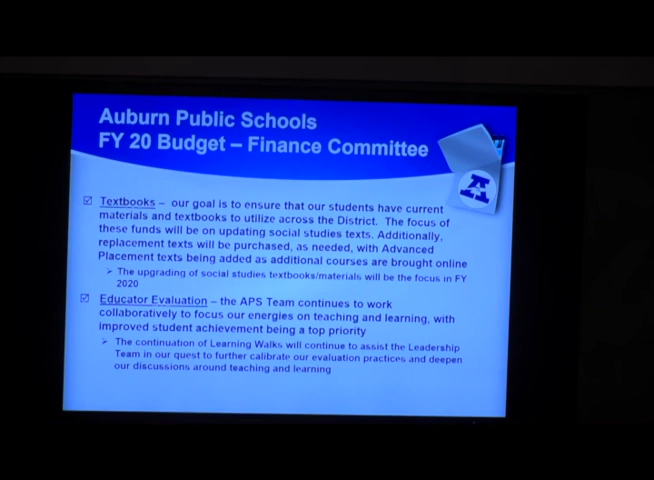 Auburn Public Schools
FY 20 Budget – Finance Committee
A
☑ Textbooks – our goal is to ensure that our students have current
materials and textbooks to utilize across the District. The focus of
these funds will be on updating social studies texts. Additionally,
replacement texts will be purchased, as needed, with Advanced
Placement texts being added as additional courses are brought online
➢ The upgrading of social studies textbooks/materials will be the focus in FY
2020
☑ Educator Evaluation – the APS Team continues to work
collaboratively to focus our energies on teaching and learning, with
improved student achievement being a top priority
➢ The continuation of Learning Walks will continue to assist the Leadership
Team in our quest to further calibrate our evaluation practices and deepen
our discussions around teaching and learning